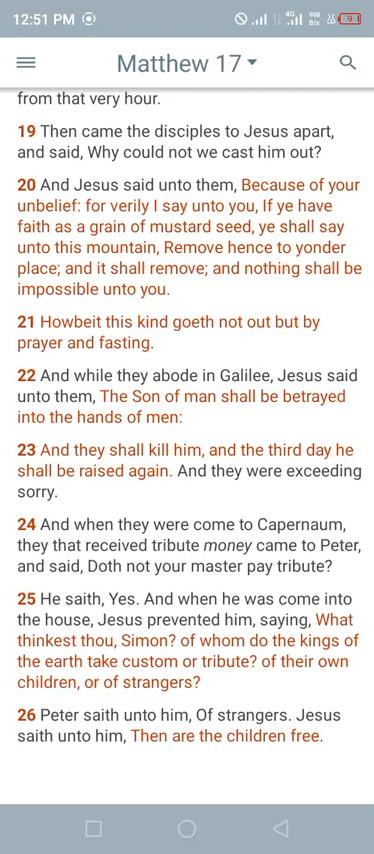 12:51 PM 4G 9
Matthew 17
from that very hour.
19 Then came the disciples to Jesus apart,
and said, Why could not we cast him out?
20 And Jesus said unto them, Because of your
unbelief: for verily I say unto you, If ye have
faith as a grain of mustard seed, ye shall say
unto this mountain, Remove hence to yonder
place; and it shall remove; and nothing shall be
impossible unto you.
21 Howbeit this kind goeth not out but by
prayer and fasting.
22 And while they abode in Galilee, Jesus said
unto them, The Son of man shall be betrayed
into the hands of men:
23 And they shall kill him, and the third day he
shall be raised again. And they were exceeding
sorry.
24 And when they were come to Capernaum,
they that received tribute money came to Peter,
and said, Doth not your master pay tribute?
25 He saith, Yes. And when he was come into
the house, Jesus prevented him, saying, What
thinkest thou, Simon? of whom do the kings of
the earth take custom or tribute? of their own
children, or of strangers?
26 Peter saith unto him, Of strangers. Jesus
saith unto him, Then are the children free.